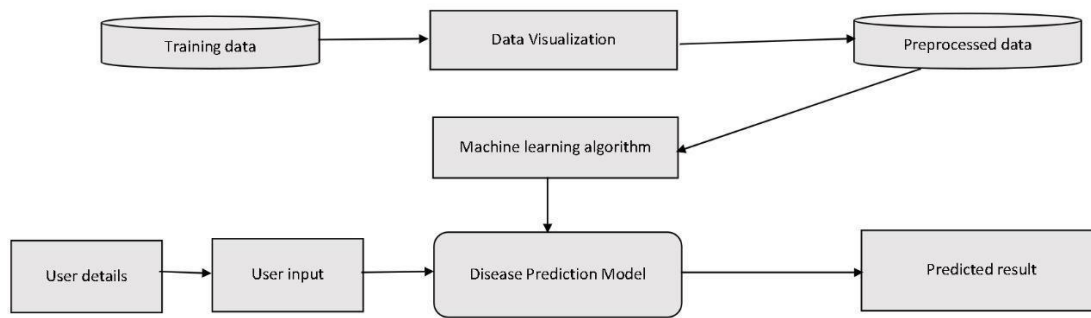 Training data
Data Visualization
Preprocessed data
Machine learning algorithm
User details
User input
Disease Prediction Model
Predicted result